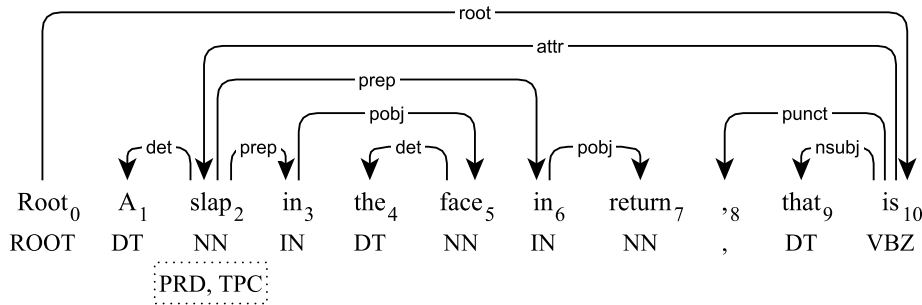 root
attr
prep
pobj punct
det prep det pobj nsubj
Root0 A1 slap2 in3 the4 face5 in6 return7 ,8 that9 is10
ROOT DT NN IN DT NN IN NN , DT VBZ
PRD, TPC